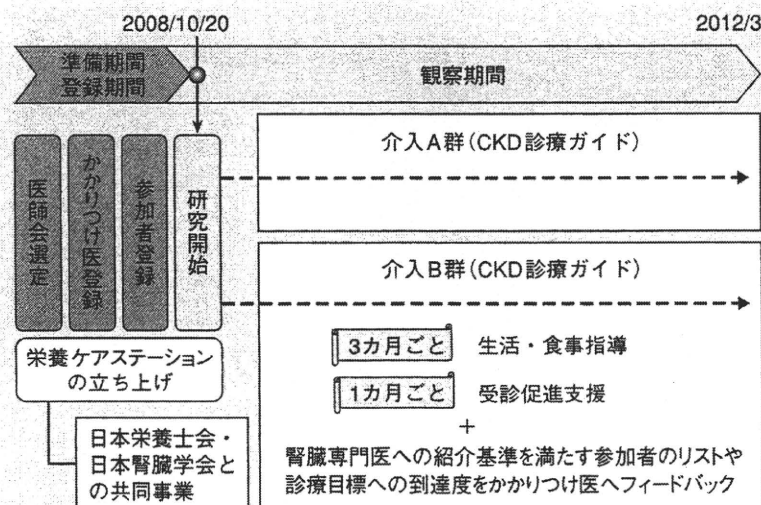 2008/10/20
2012/3
準備期間
登録期間
観察期間
医師会選定
かかりつけ医登録
参加者登録
研究開始
介入A群(CKD診療ガイド)
介入B群(CKD診療ガイド)
3カ月ごと 生活・食事指導
1カ月ごと 受診促進支援
+
腎臓専門医への紹介基準を満たす参加者のリストや
診療目標への到達度をかかりつけ医へフィードバック
栄養ケアステーション
の立ち上げ
日本栄養士会・
日本腎臓学会と
の共同事業